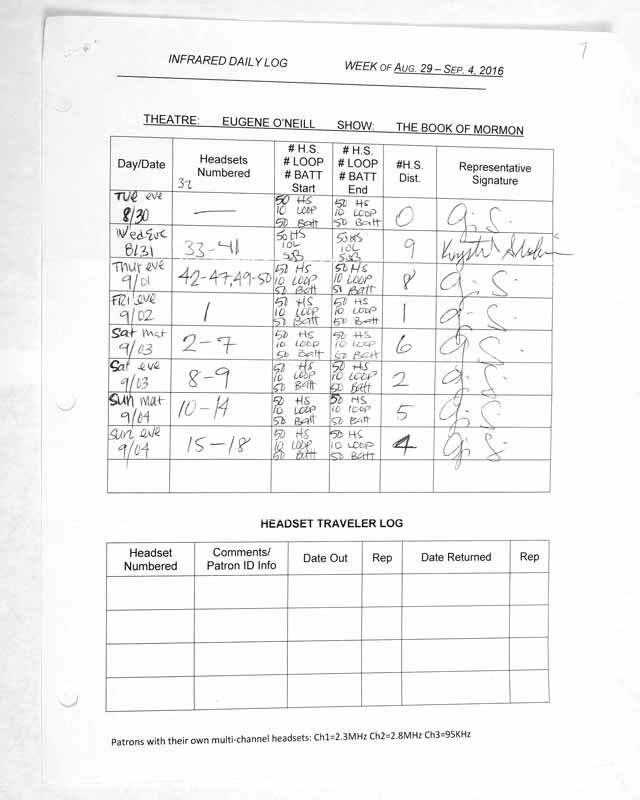 7
INFRARED DAILY LOG WEEK OF AUG. 29 – SEP. 4, 2016
THEATRE: EUGENE O'NEILL SHOW: THE BOOK OF MORMON
Day/Date
Headsets
Numbered
32
# H.S.
# LOOP
# BATT
Start
# H.S.
# LOOP
# BATT
End
#H.S.
Dist.
Representative
Signature
Tue eve
8/30
—
50 HS
10 LOOP
50 Batt
50 HS
10 LOOP
50 Batt
0
G. S.
Wed Eve
8/31
33-41
50 HS
10L
50B
50HS
10L
50B
9
Krystal
Thur eve
9/01
42-47,49-50
50 HS
10 LOOP
50 Batt
50 HS
10 LOOP
50 Batt
8
G. S.
FRI eve
9/02
1
50 HS
10 LOOP
50 Batt
50 HS
10 LOOP
50 Batt
1
G. S.
Sat mat
9/03
2-7
50 HS
10 LOOP
50 Batt
50 HS
10 LOOP
50 Batt
6
G. S.
Sat eve
9/03
8-9
50 HS
10 LOOP
50 Batt
50 HS
10 LOOP
50 Batt
2
G. S.
Sun mat
9/04
10-14
50 HS
10 LOOP
50 Batt
50 HS
10 loop
50 Batt
5
G. S.
Sun eve
9/04
15-18
50 HS
10 LOOP
50 Batt
50 HS
10 LOOP
50 Batt
4
G. S.
HEADSET TRAVELER LOG
Headset
Numbered
Comments/
Patron ID Info
Date Out
Rep
Date Returned
Rep
Patrons with their own multi-channel headsets: Ch1=2.3MHz Ch2=2.8MHz Ch3=95KHz